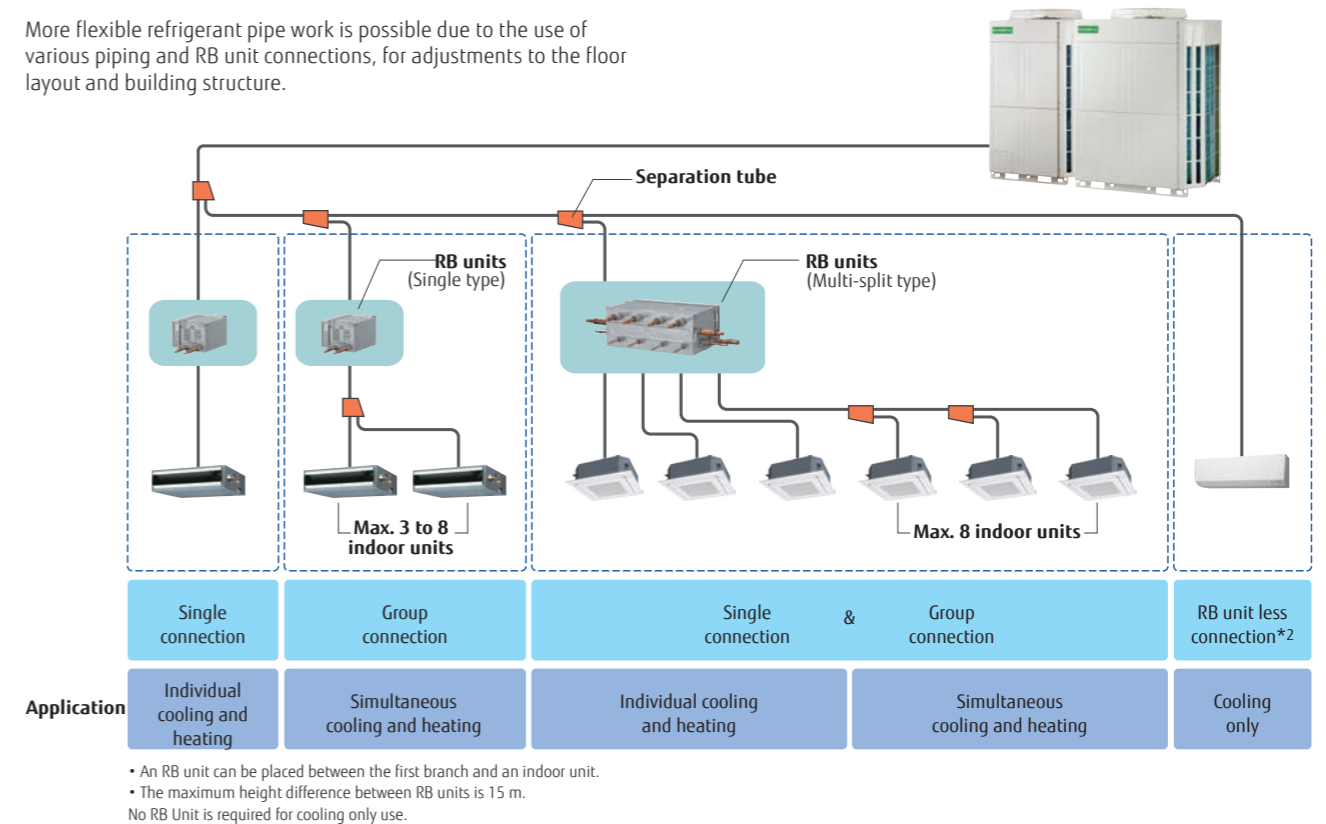 More flexible refrigerant pipe work is possible due to the use of
various piping and RB unit connections, for adjustments to the floor
layout and building structure.
Separation tube
RB units
(Single type)
RB units
(Multi-split type)
Max. 3 to 8
indoor units
Max. 8 indoor units
Single
connection
Group
connection
Single
connection
&
Group
connection
RB unit less
connection*2
Application
Individual
cooling and
heating
Simultaneous
cooling and heating
Individual cooling
and heating
Simultaneous
cooling and heating
Cooling
only
• An RB unit can be placed between the first branch and an indoor unit.
• The maximum height difference between RB units is 15 m.
No RB Unit is required for cooling only use.